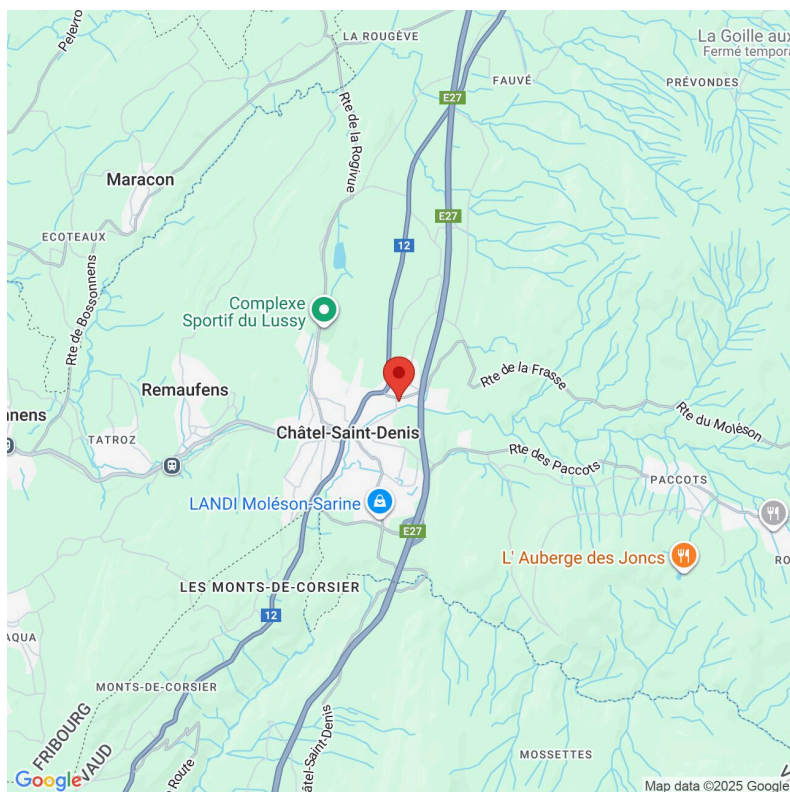 LA ROUGÈVE
La Goille aux
Fermé tempora
Pelevro
FAUVÉ
PRÉVONDES
E27
Rte de la Rogivue
Maracon
E27
ECOTEAUX
12
Rte de Bossonnens
Complexe
Sportif du Lussy
Rte de la Frasse
Remaufens
Rte du Moléson
anens
TATROZ
Châtel-Saint-Denis
Rte des Paccots
PACCOTS
LANDI Moléson-Sarine
E27
L' Auberge des Joncs
RO
LES MONTS-DE-CORSIER
12
AQUA
MONTS-DE-CORSIER
FRIBOURG
VAUD
Route
hâtel-Saint-Denis
MOSSETTES
Google
Map data ©2025 Google